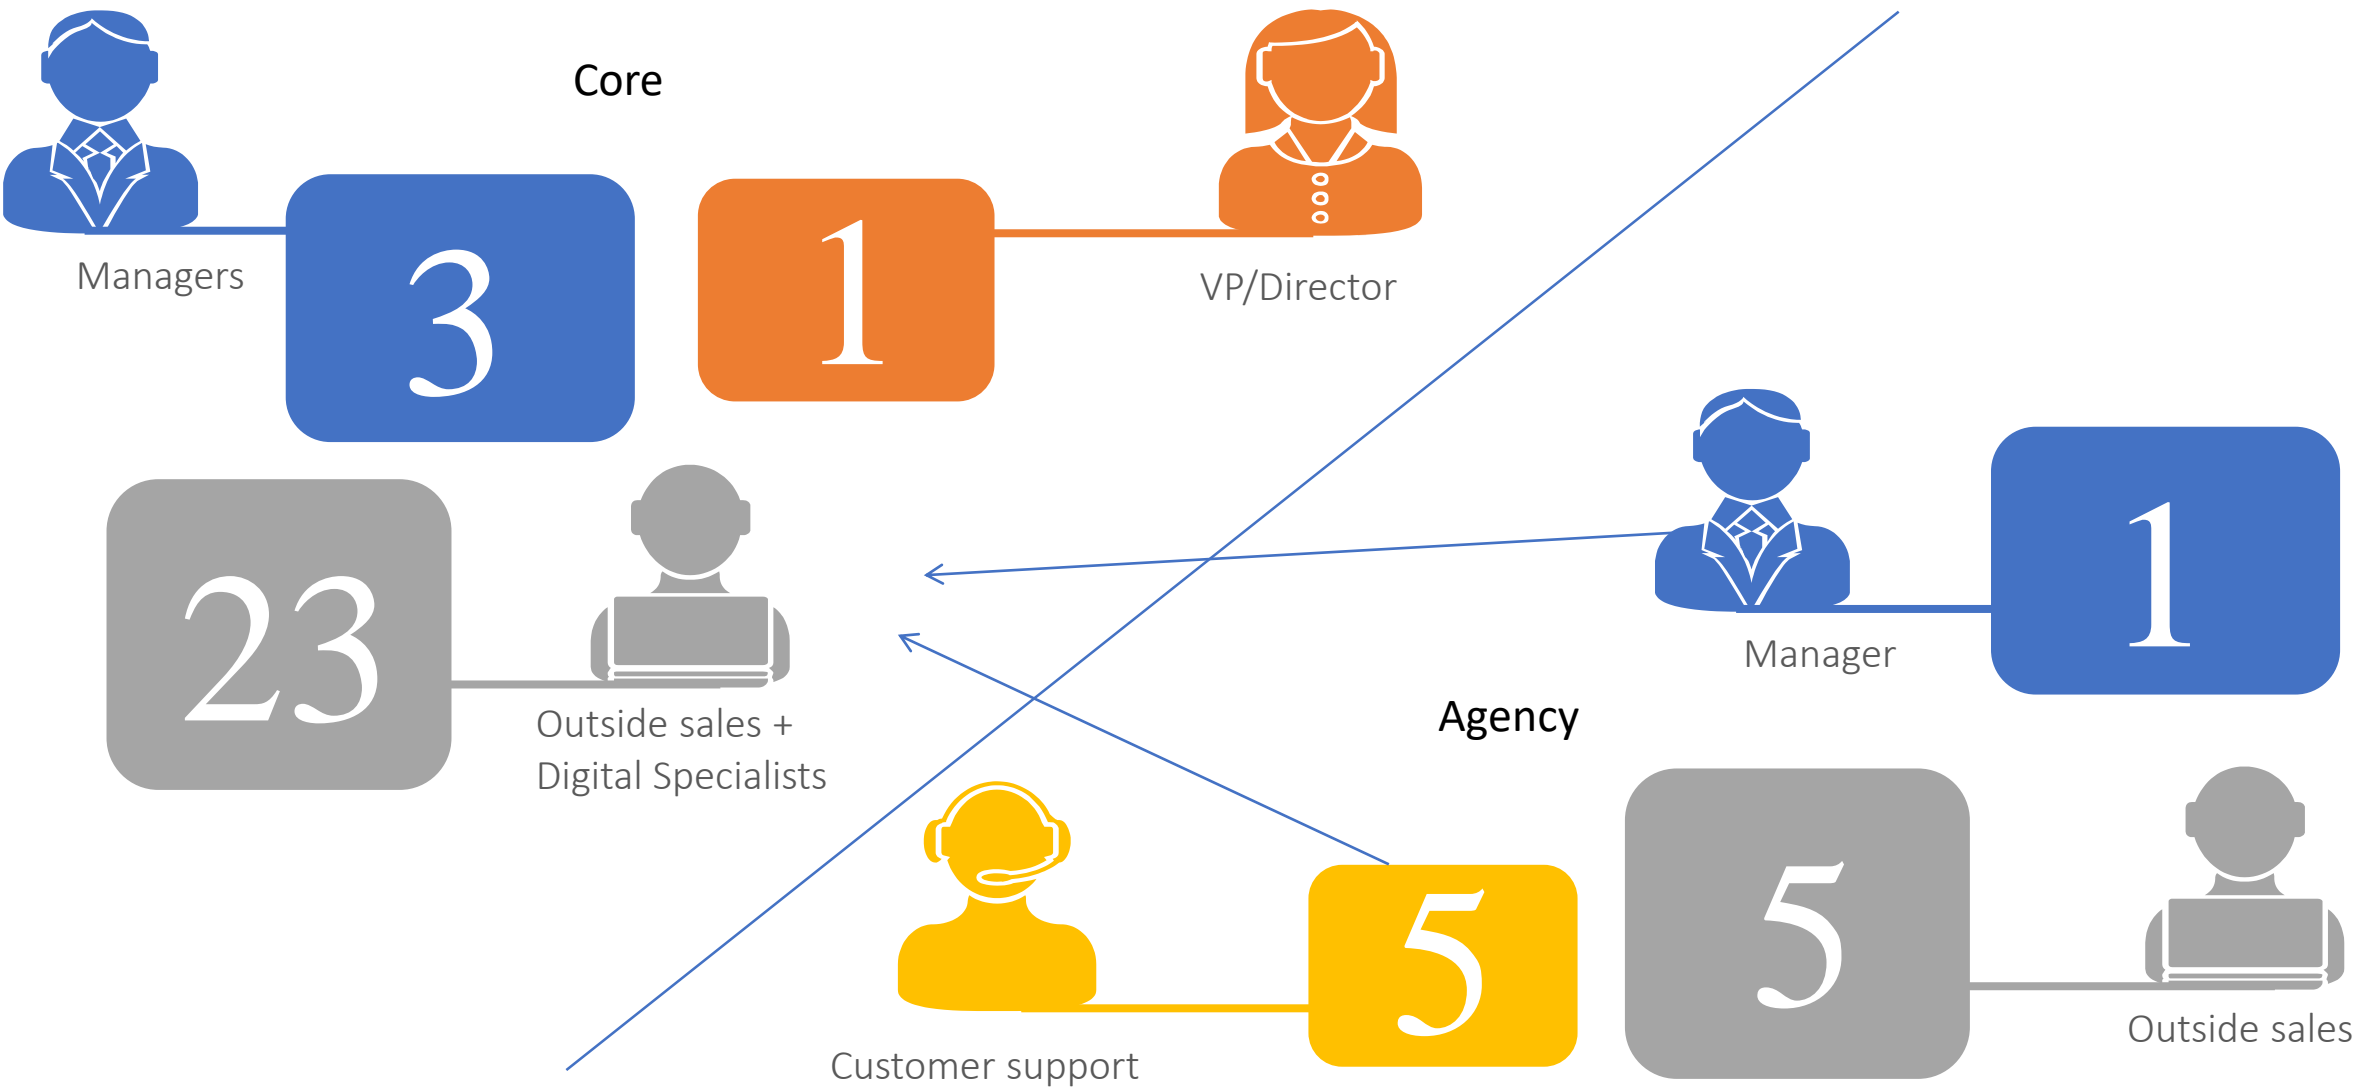 Core
Managers
3
1
VP/Director
23
Outside sales +
Digital Specialists
Manager
1
Agency
Customer support
5
5
Outside sales